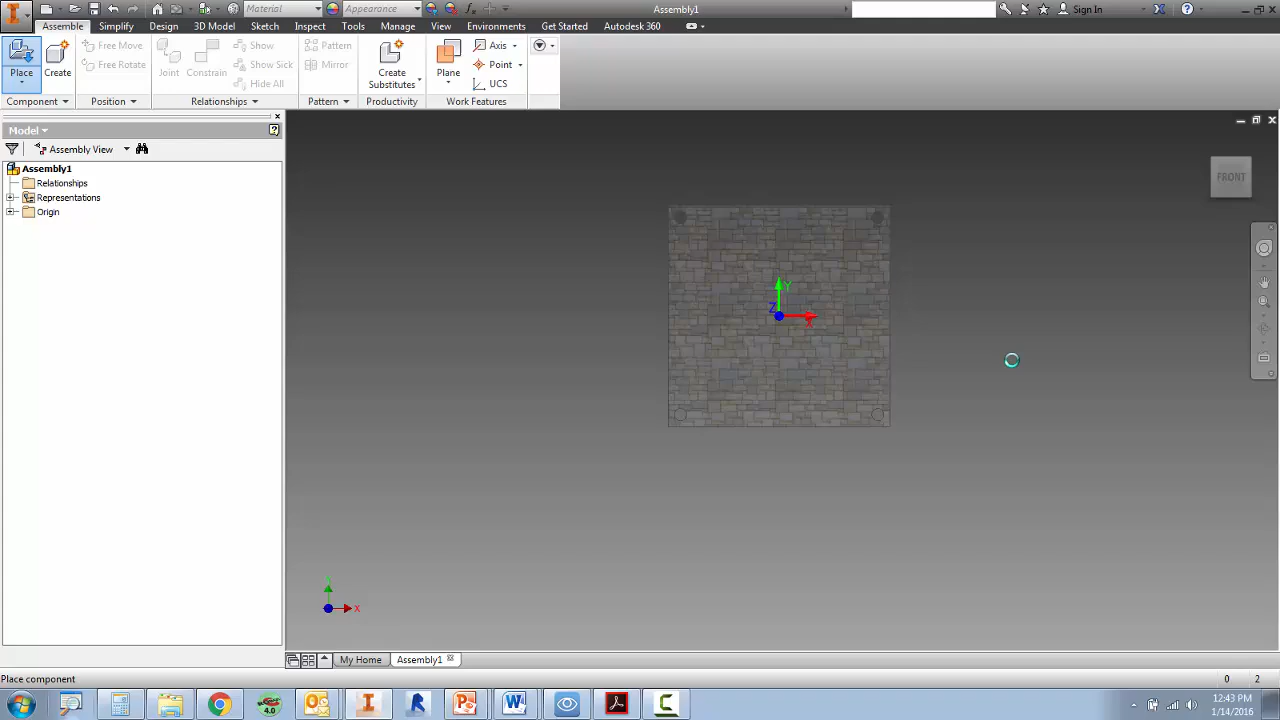 Material
Appearance
Assembly1
Sign In
Assemble Simplify Design 3D Model Sketch Inspect Tools Manage View Environments Get Started Autodesk 360
Place
Create
Free Move
Free Rotate
Joint
Constrain
Show
Show Sick
Hide All
Pattern
Mirror
Create
Substitutes
Plane
Axis
Point
UCS
Component Position Relationships Pattern Productivity Work Features
Model
Assembly View
Assembly1
Relationships
Representations
Origin
FRONT
Y
Z
X
X
My Home Assembly1
Place component 0 2
4.0
12:43 PM
1/14/2016